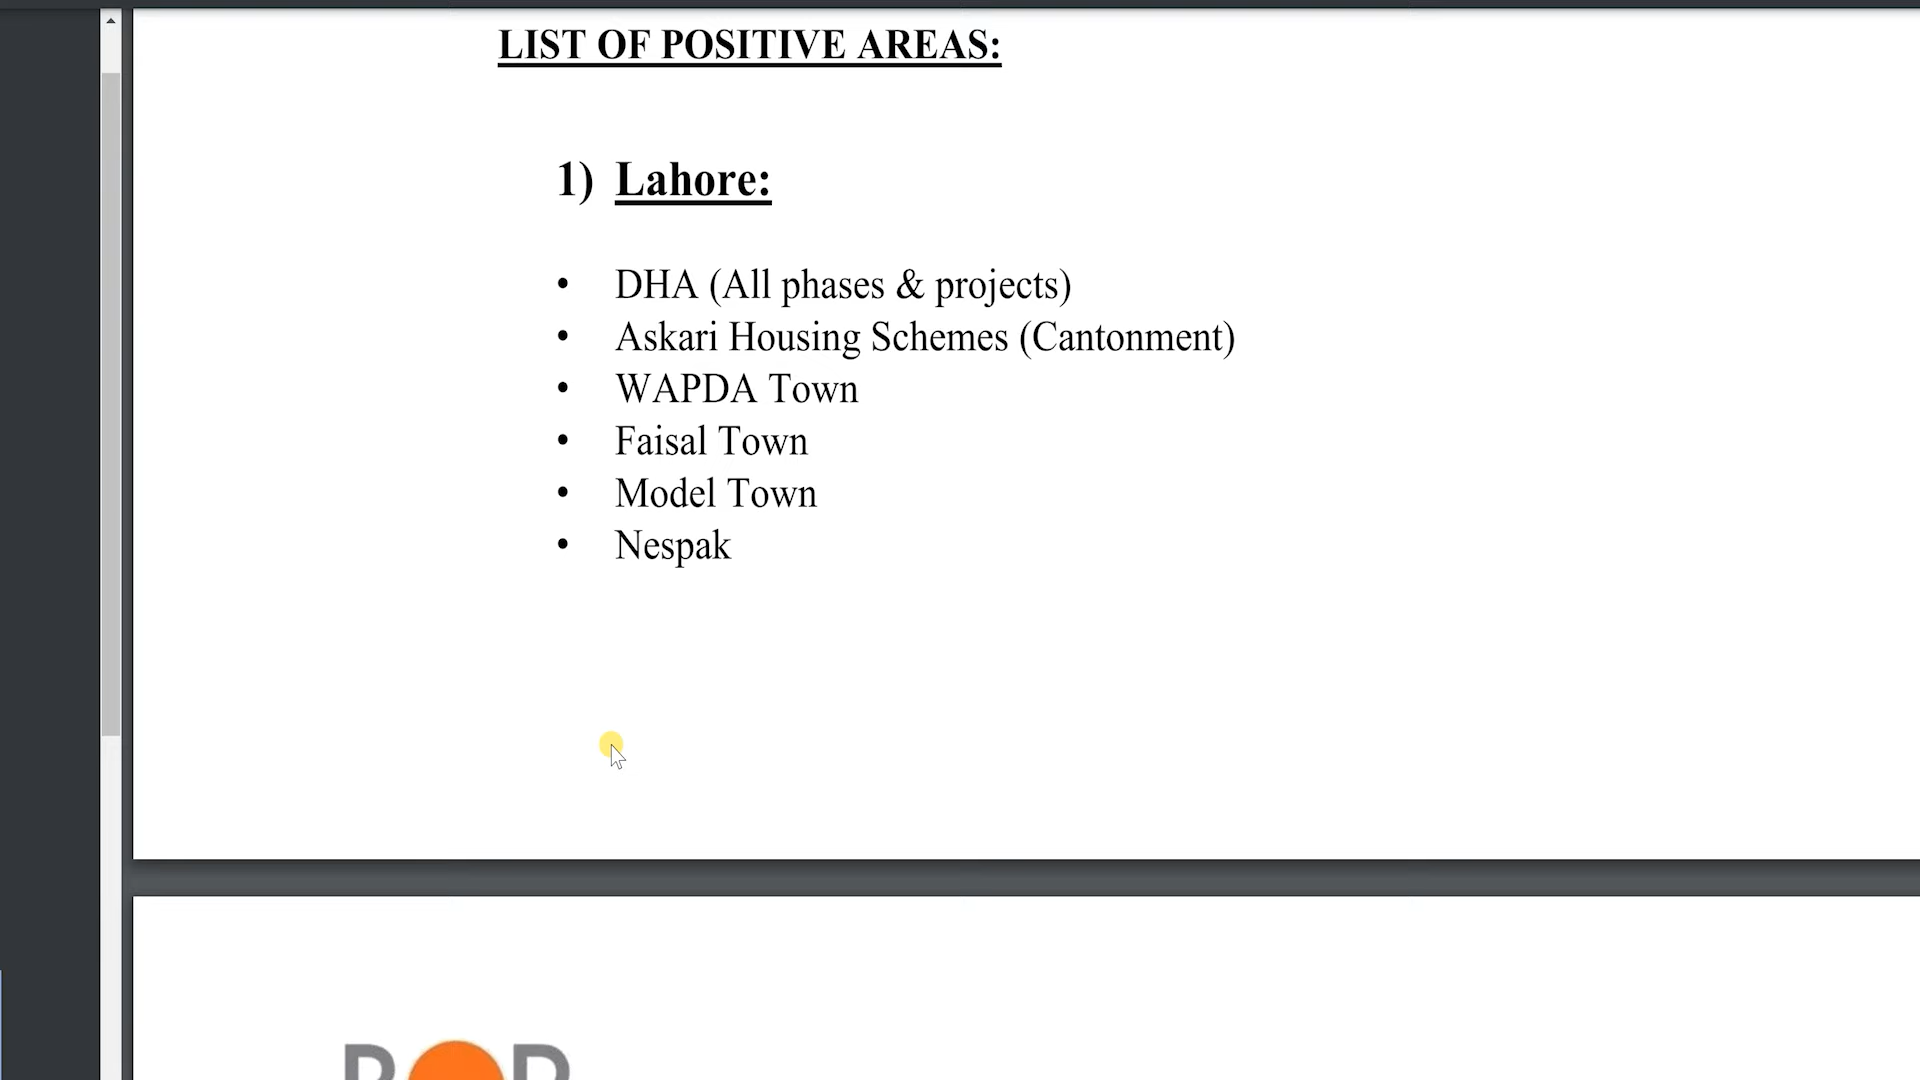 LIST OF POSITIVE AREAS:
1) Lahore:
• DHA (All phases & projects)
• Askari Housing Schemes (Cantonment)
• WAPDA Town
• Faisal Town
• Model Town
• Nespak